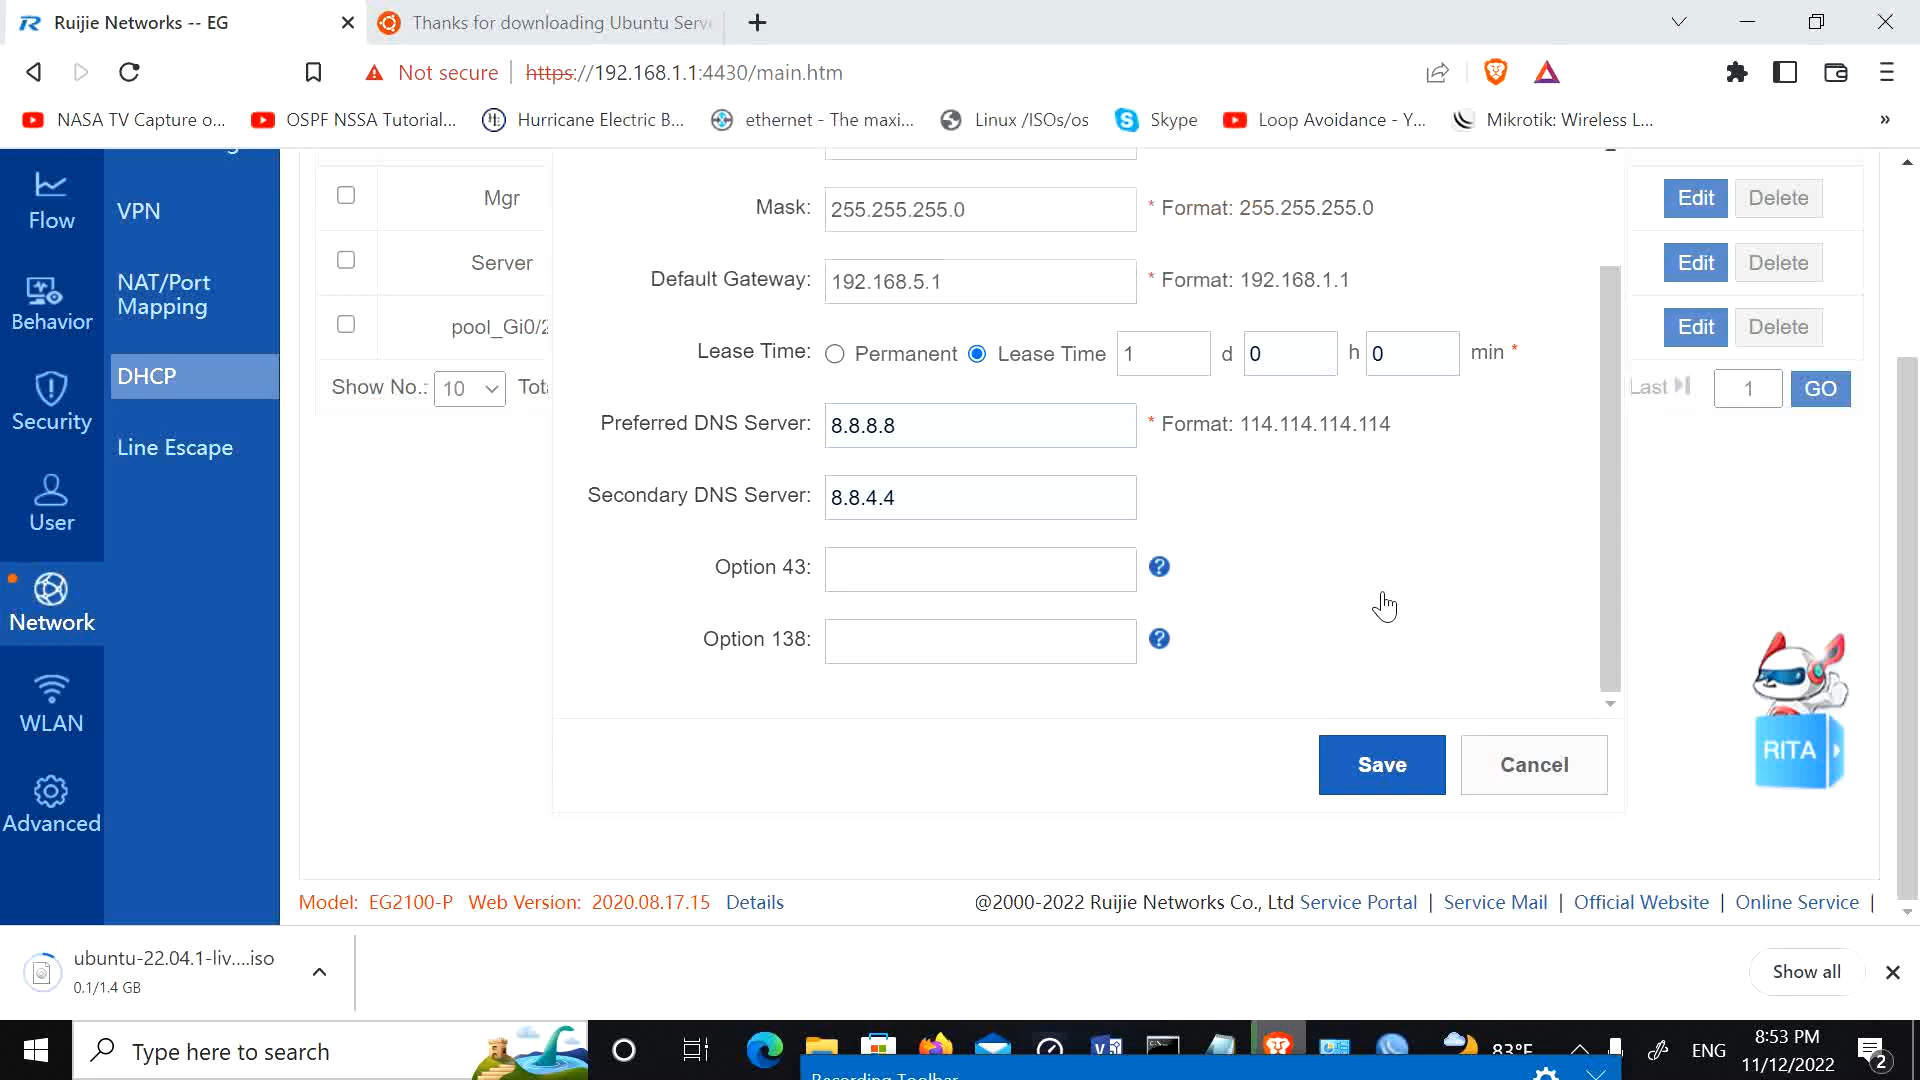 Ruijie Networks -- EG
Thanks for downloading Ubuntu Serv
Not secure https://192.168.1.1:4430/main.htm
NASA TV Capture o...
OSPF NSSA Tutorial...
Hurricane Electric B...
ethernet - The maxi...
Linux /ISOs/os
Skype
Loop Avoidance - Y...
Mikrotik: Wireless L...
»
Flow
Behavior
Security
User
Network
WLAN
Advanced
VPN
NAT/Port
Mapping
DHCP
Line Escape
Mgr
Server
pool_Gi0/2
Show No.: 10 Tota
Mask: 255.255.255.0 * Format: 255.255.255.0
Default Gateway: 192.168.5.1 * Format: 192.168.1.1
Lease Time: Permanent Lease Time 1 d 0 h 0 min *
Preferred DNS Server: 8.8.8.8 * Format: 114.114.114.114
Secondary DNS Server: 8.8.4.4
Option 43:
Option 138:
Save Cancel
Edit Delete
Edit Delete
Edit Delete
Last 1 GO
RITA
Model: EG2100-P Web Version: 2020.08.17.15 Details
@2000-2022 Ruijie Networks Co., Ltd Service Portal | Service Mail | Official Website | Online Service |
ubuntu-22.04.1-liv....iso
0.1/1.4 GB
Show all
Type here to search
83°F
ENG
8:53 PM
11/12/2022
2
Recording Toolbar